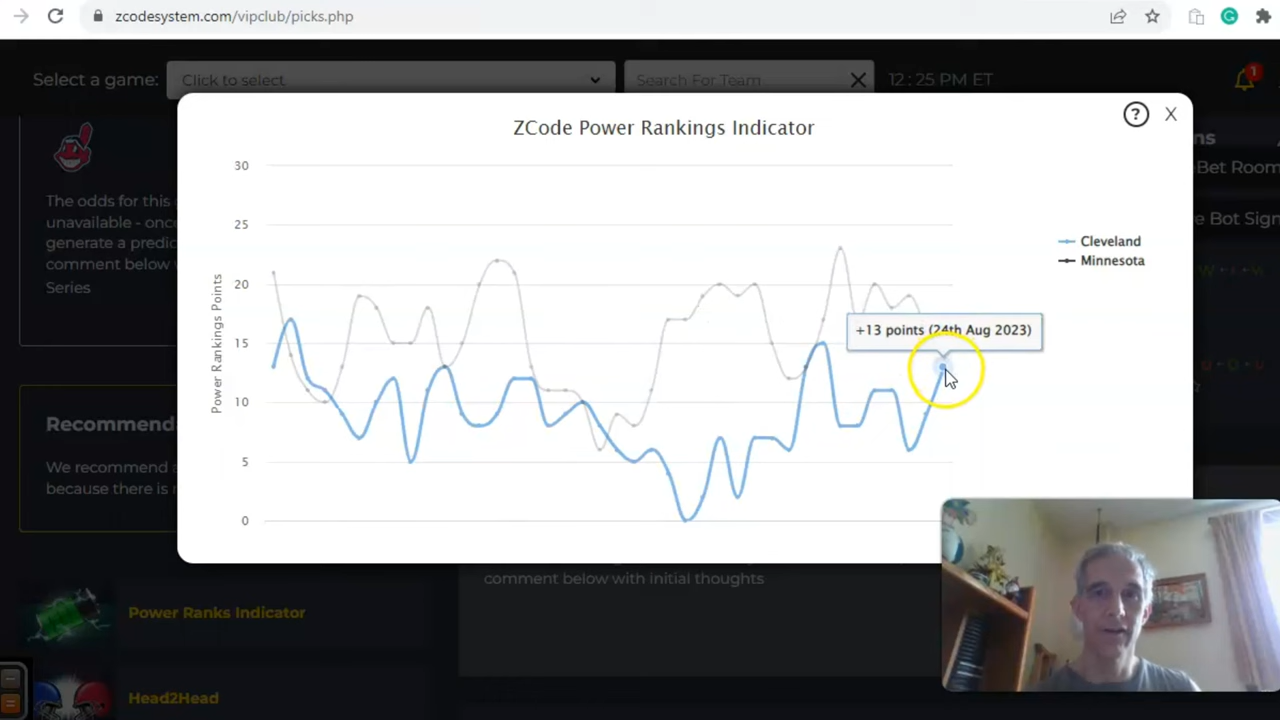 zcodesystem.com/vipclub/picks.php
Select a game:
Click to select
Search For Team
12:25 PM ET
1
ZCode Power Rankings Indicator
?
X
30
25
20
15
10
5
0
Power Rankings Points
Cleveland
Minnesota
+13 points (24th Aug 2023)
The odds for this
unavailable - once
generate a predic
comment below
Series
Recommend
We recommend
because there is
Power Ranks Indicator
Head2Head
comment below with initial thoughts
ns
Bet Room
e Bot Sign